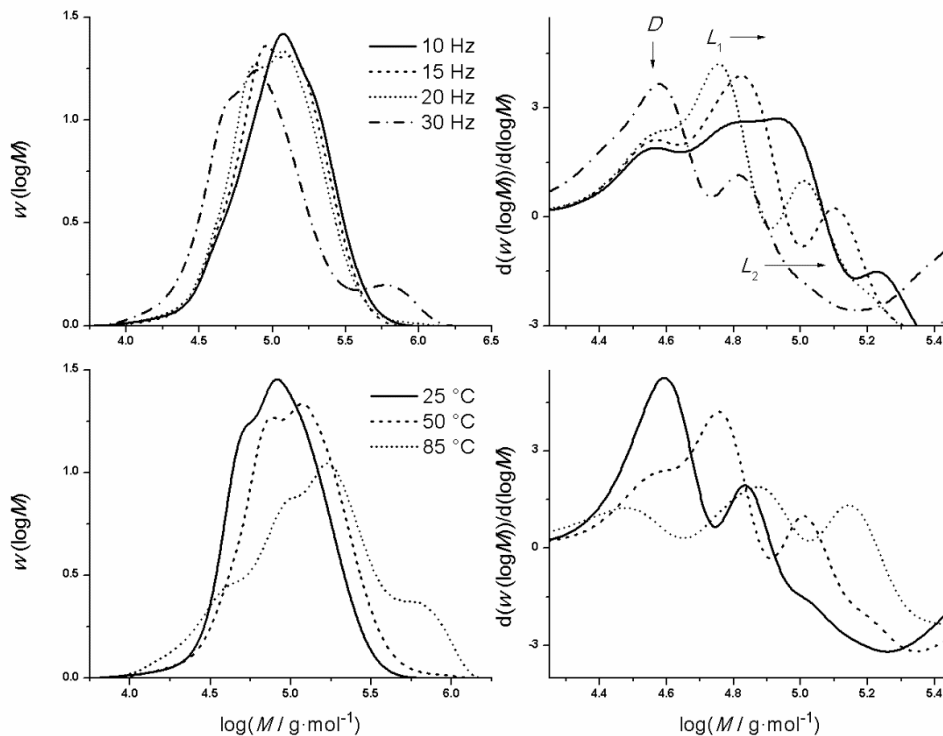 w (logM)
1.5
1.0
0.5
0.0
4.0 4.5 5.0 5.5 6.0 6.5
10 Hz
15 Hz
20 Hz
30 Hz
d(w(logM))/d(logM)
3
0
-3
4.4 4.6 4.8 5.0 5.2 5.4
D
L₁
L₂
w (logM)
1.5
1.0
0.5
0.0
4.0 4.5 5.0 5.5 6.0
25 °C
50 °C
85 °C
log(M / g·mol⁻¹)
d(w(logM))/d(logM)
3
0
-3
4.4 4.6 4.8 5.0 5.2 5.4
log(M / g·mol⁻¹)